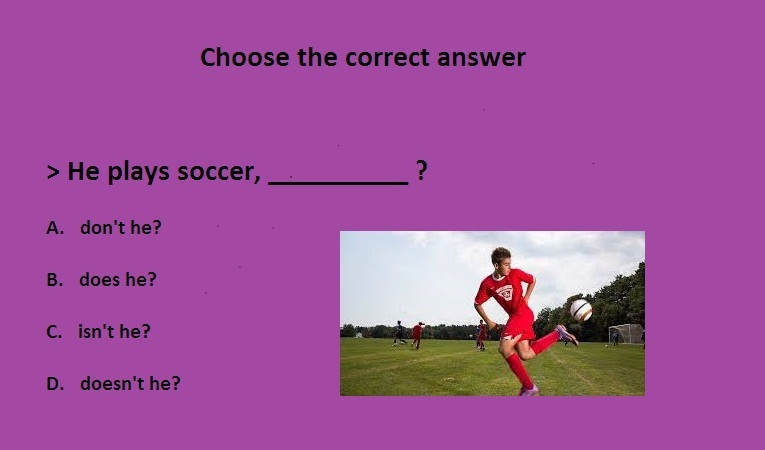 Choose the correct answer
> He plays soccer, __________ ?
A. don't he?
B. does he?
C. isn't he?
D. doesn't he?